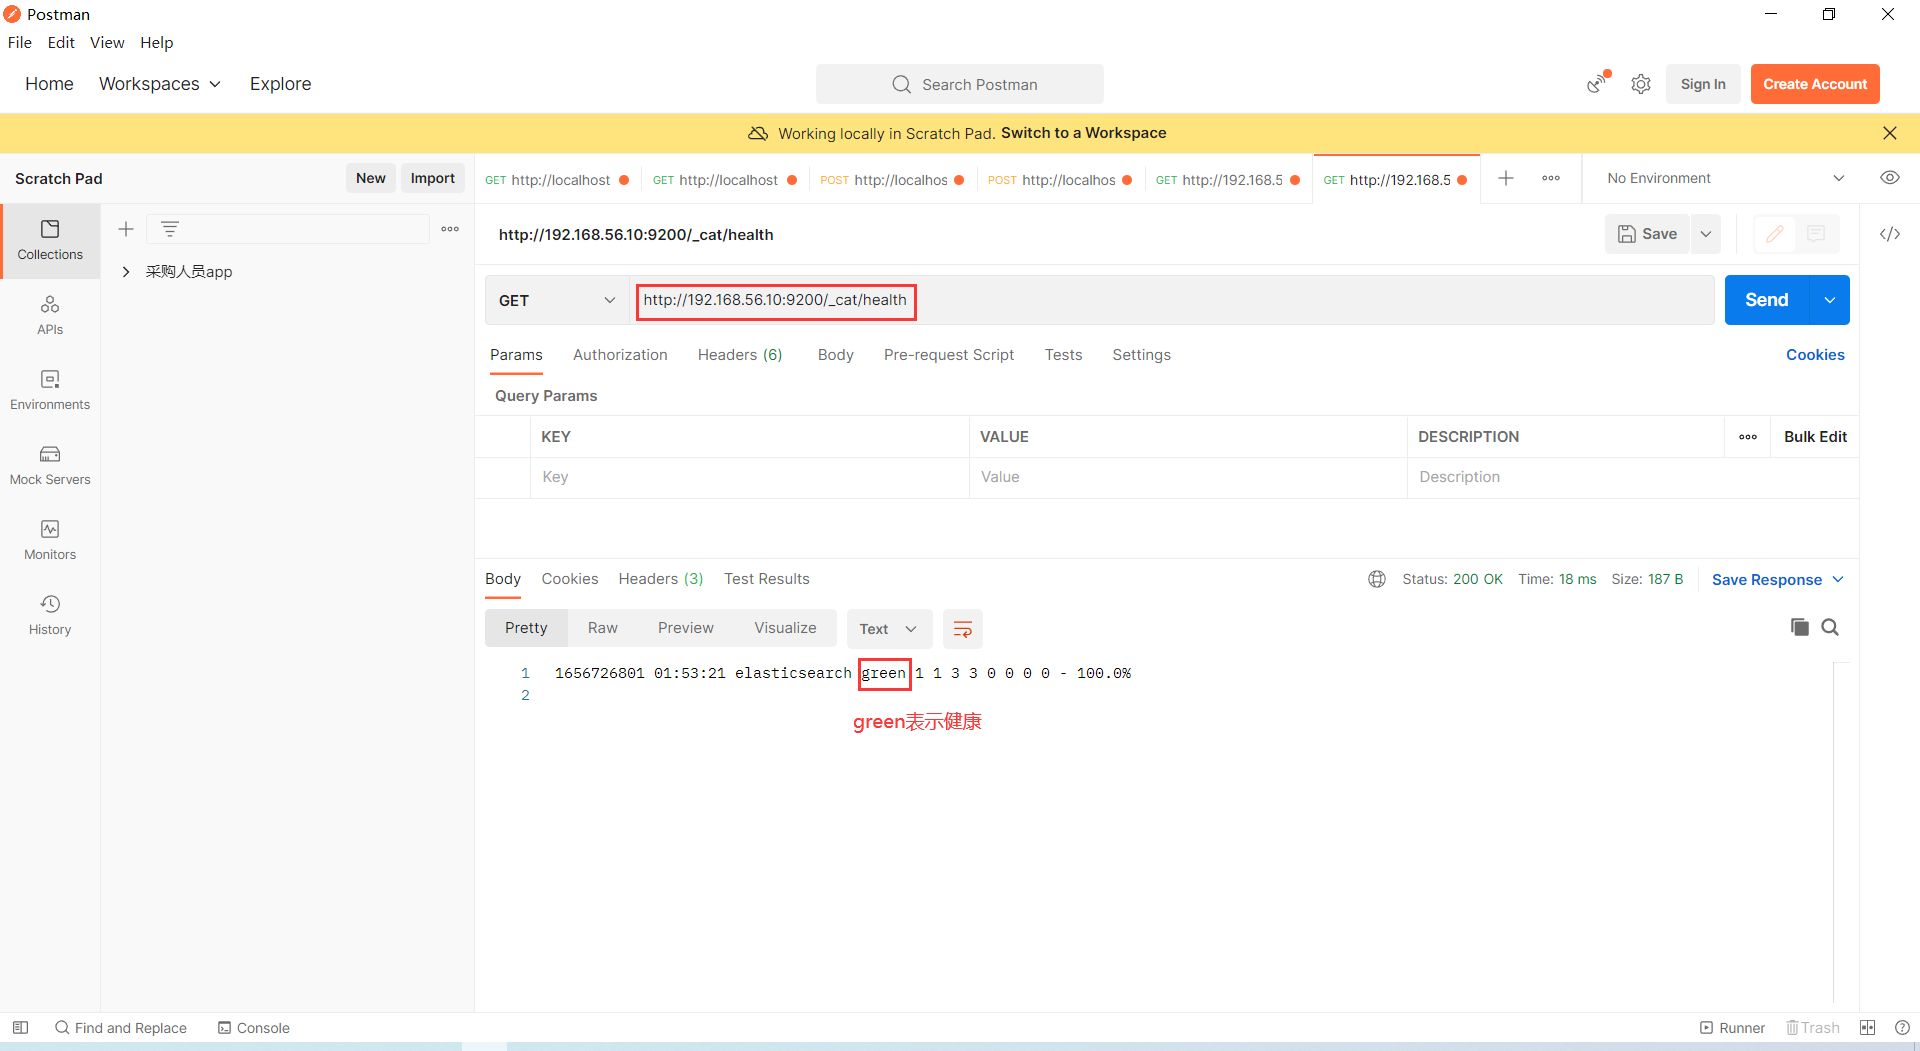 Postman
File Edit View Help
Home Workspaces Explore
Search Postman
Sign In
Create Account
Working locally in Scratch Pad. Switch to a Workspace
Scratch Pad
New
Import
GET http://localhost
GET http://localhost
POST http://localhos
POST http://localhos
GET http://192.168.5
GET http://192.168.5
No Environment
Collections
APIs
Environments
Mock Servers
Monitors
History
采购人员app
http://192.168.56.10:9200/_cat/health
Save
GET
http://192.168.56.10:9200/_cat/health
Send
Params Authorization Headers (6) Body Pre-request Script Tests Settings
Cookies
Query Params
KEY VALUE DESCRIPTION
Bulk Edit
Key Value Description
Body Cookies Headers (3) Test Results
Status: 200 OK Time: 18 ms Size: 187 B
Save Response
Pretty Raw Preview Visualize
Text
1 1656726801 01:53:21 elasticsearch green 1 1 3 3 0 0 0 0 - 100.0%
2
green表示健康
Find and Replace
Console
Runner
Trash